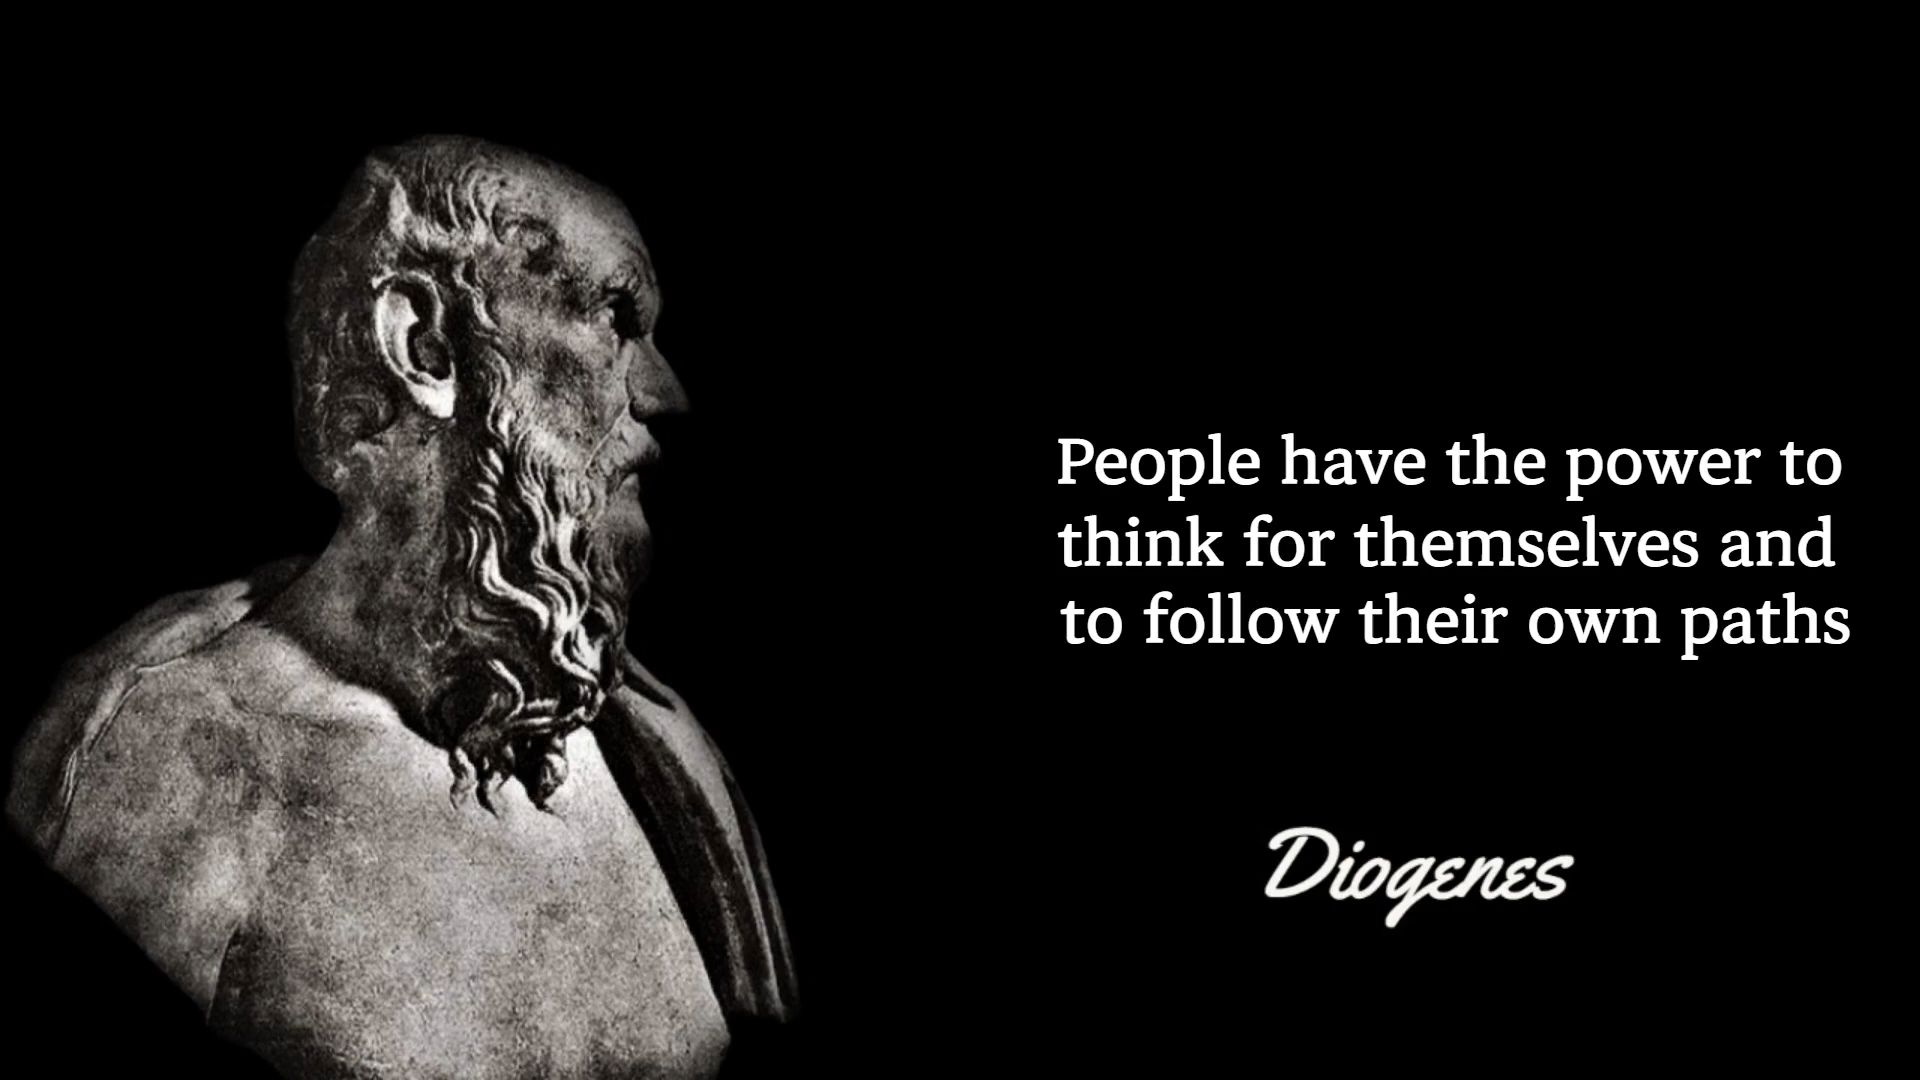 People have the power to
think for themselves and
to follow their own paths
Diogenes